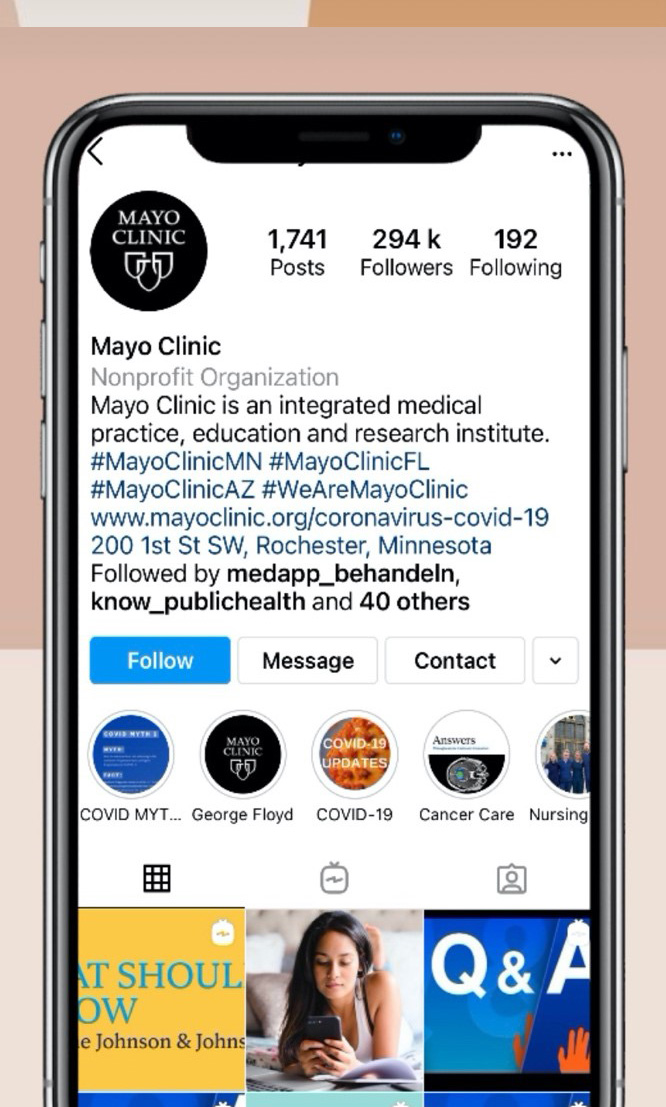 MAYO
CLINIC
1,741
Posts
294 k
Followers
192
Following
Mayo Clinic
Nonprofit Organization
Mayo Clinic is an integrated medical
practice, education and research institute.
#MayoClinicMN #MayoClinicFL
#MayoClinicAZ #WeAreMayoClinic
www.mayoclinic.org/coronavirus-covid-19
200 1st St SW, Rochester, Minnesota
Followed by medapp_behandeln,
know_publichealth and 40 others
Follow
Message
Contact
COVID MYTH 2
MYTH:
FACT:
MAYO
CLINIC
COVID-19
UPDATES
Answers
COVID MYT...
George Floyd
COVID-19
Cancer Care
Nursing
AT SHOUL
OW
e Johnson & Johns
Q & A